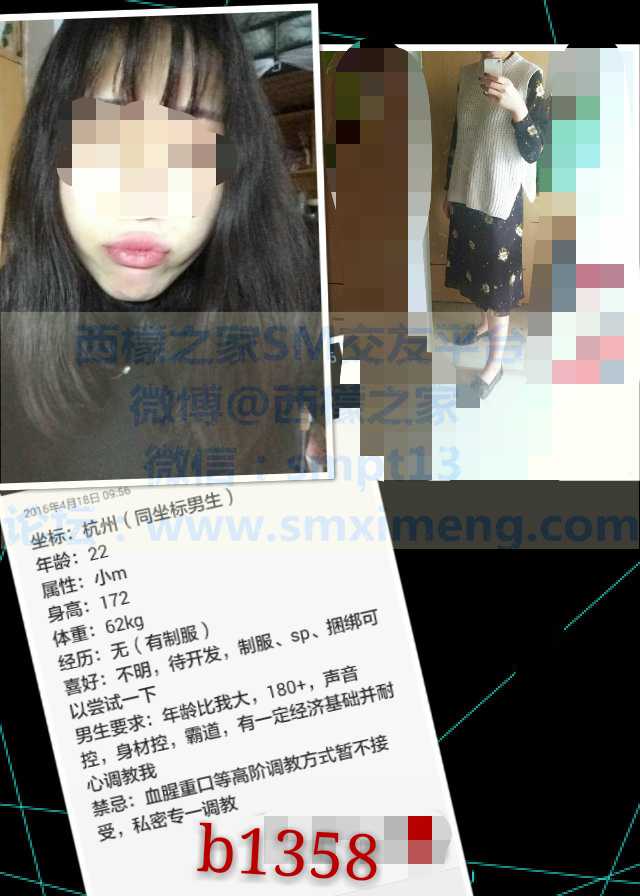 西檬之家SM交友平台
微博@西檬之家
微信：smpt13
论坛：www.smximeng.com
2016年4月18日 09:56
坐标：杭州（同坐标男生）
年龄：22
属性：小m
身高：172
体重：62kg
经历：无（有制服）
喜好：不明，待开发，制服、sp、捆绑可
以尝试一下
男生要求：年龄比我大，180+，声音
控，身材控，霸道，有一定经济基础并耐
心调教我
禁忌：血腥重口等高阶调教方式暂不接
受，私密专一调教
b1358